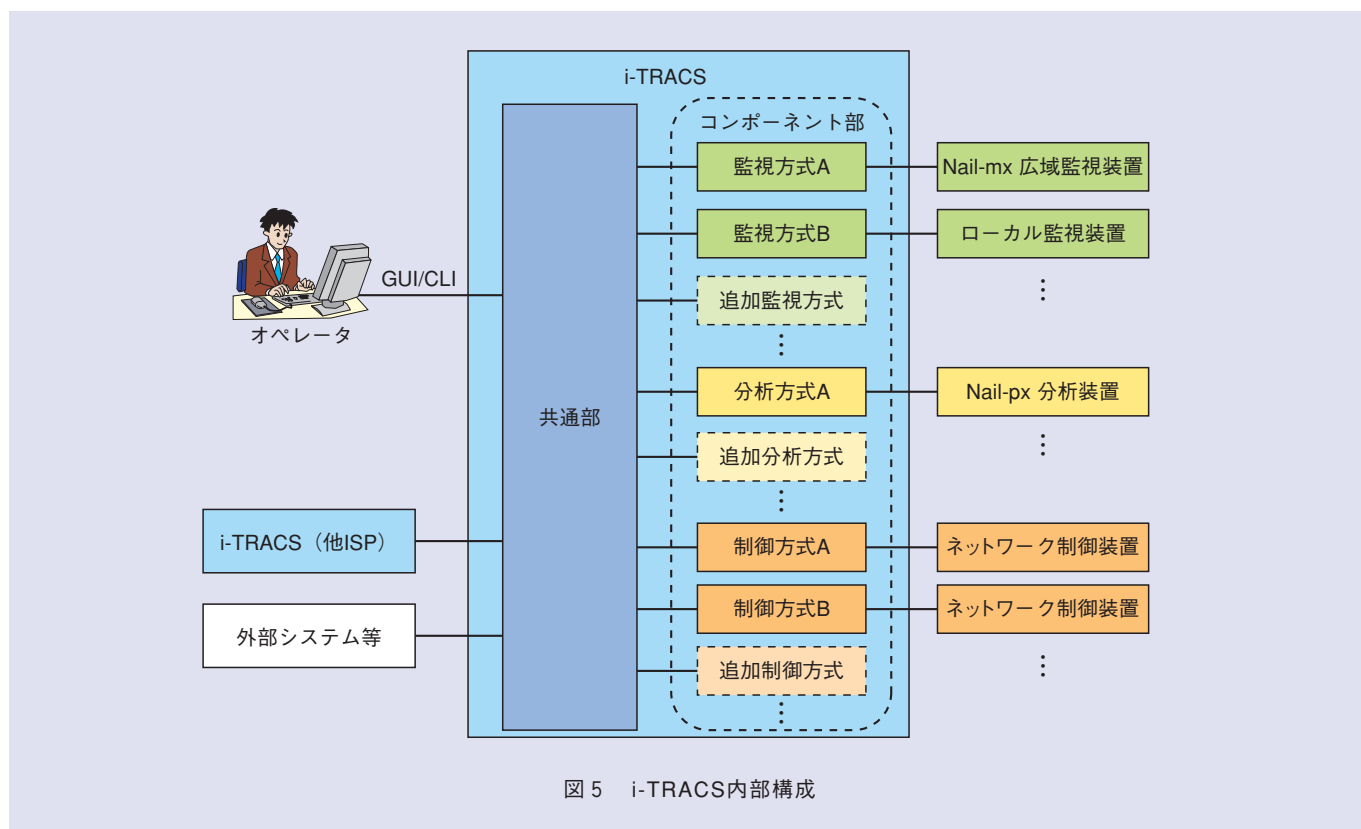 i-TRACS
コンポーネント部
監視方式A
Nail-mx 広域監視装置
監視方式B
ローカル監視装置
GUI/CLI
追加監視方式
オペレータ
分析方式A
Nail-px 分析装置
共通部
追加分析方式
i-TRACS（他ISP）
制御方式A
ネットワーク制御装置
外部システム等
制御方式B
ネットワーク制御装置
追加制御方式
図5 i-TRACS内部構成